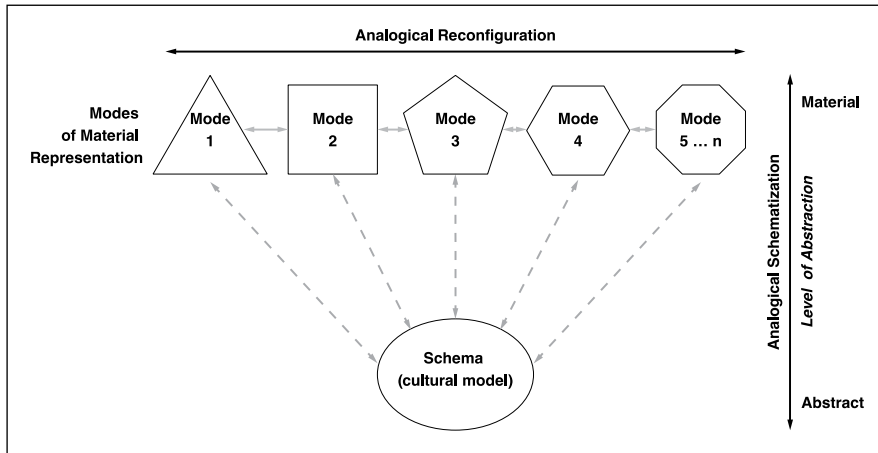 Analogical Reconfiguration
Modes
of Material
Representation
Mode
1
Mode
2
Mode
3
Mode
4
Mode
5 ... n
Material
Analogical Schematization
Level of Abstraction
Schema
(cultural model)
Abstract